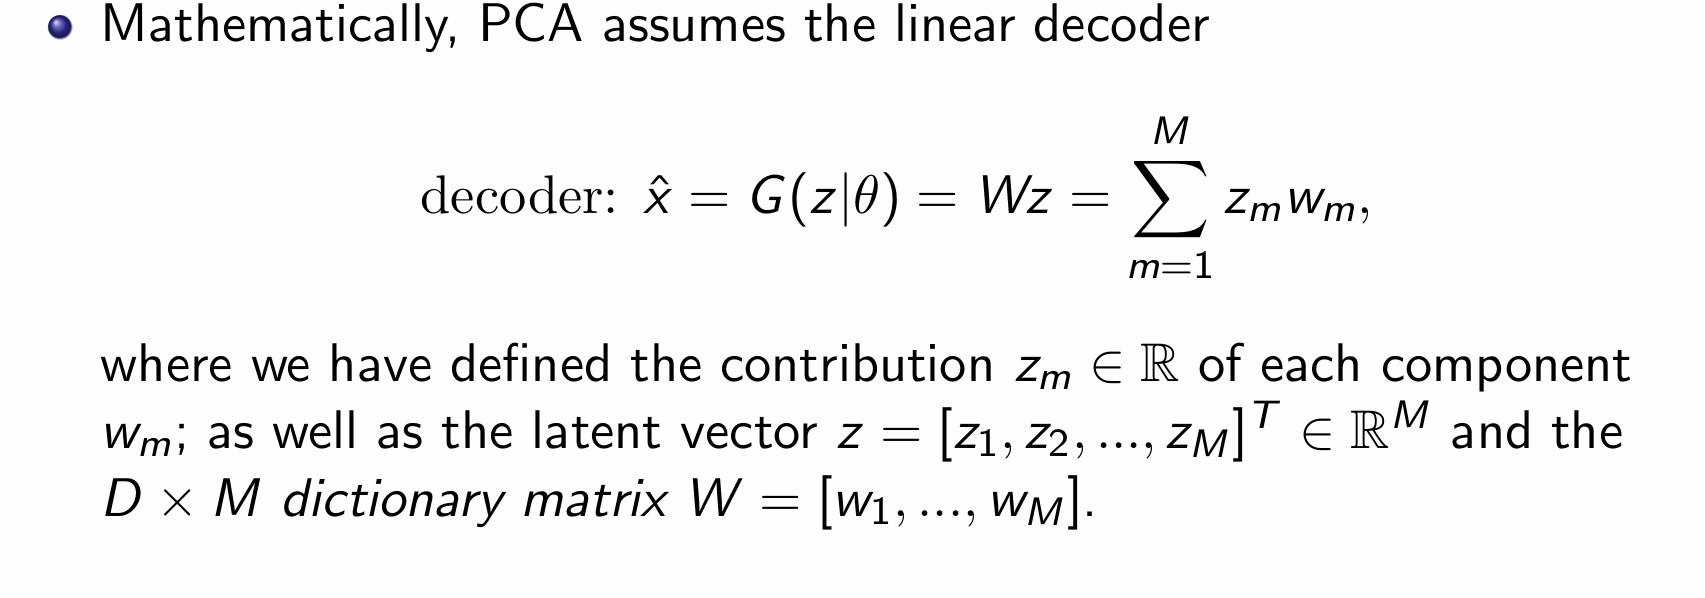 Mathematically, PCA assumes the linear decoder
decoder: x̂ = G(z|θ) = Wz = ∑_{m=1}^{M} z_m w_m,
where we have defined the contribution z_m ∈ ℝ of each component
w_m; as well as the latent vector z = [z_1, z_2, ..., z_M]^T ∈ ℝ^M and the
D × M dictionary matrix W = [w_1, ..., w_M].